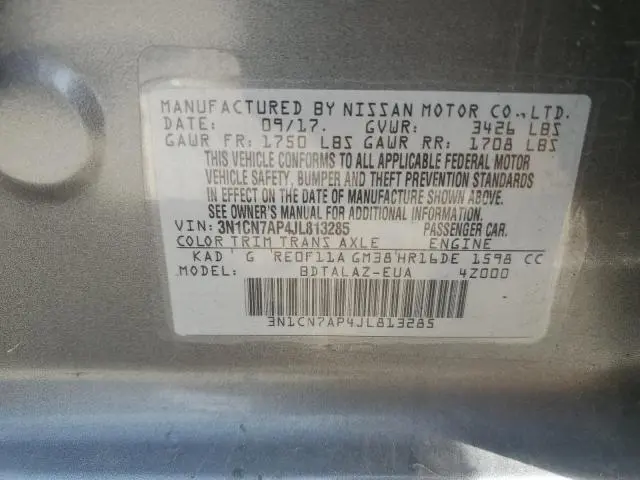 MANUFACTURED BY NISSAN MOTOR CO.,LTD.
DATE: 09/17. GVWR: 3426 LBS
GAWR FR: 1750 LBS GAWR RR: 1708 LBS
THIS VEHICLE CONFORMS TO ALL APPLICABLE FEDERAL MOTOR
VEHICLE SAFETY, BUMPER AND THEFT PREVENTION STANDARDS
IN EFFECT ON THE DATE OF MANUFACTURE SHOWN ABOVE.
SEE OWNER'S MANUAL FOR ADDITIONAL INFORMATION.
VIN: 3N1CN7AP4JL813285 PASSENGER CAR.
COLOR TRIM TRANS AXLE ENGINE
KAD G RE0F11A GM38 HR16DE 1598 CC
MODEL: BDTALAZ-EUA 4Z000
3N1CN7AP4JL813285